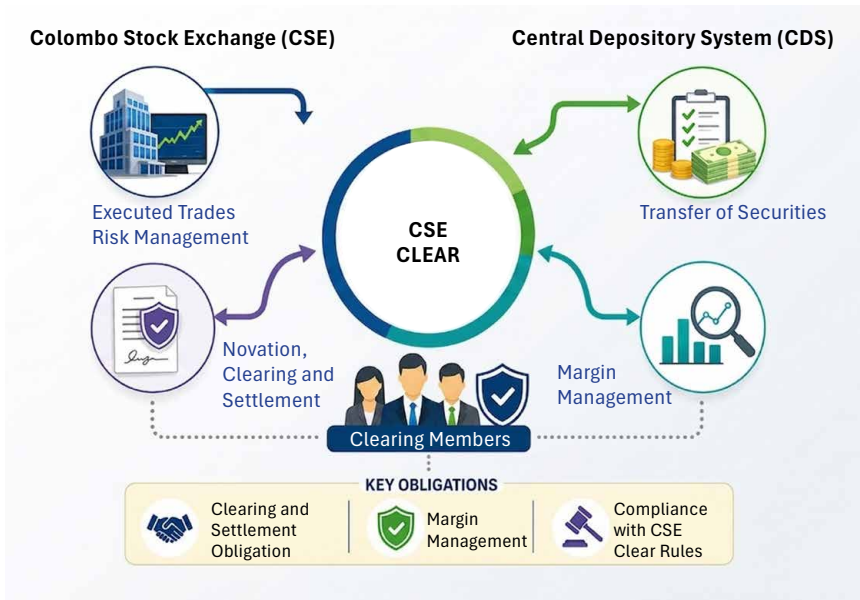 Colombo Stock Exchange (CSE)
Central Depository System (CDS)
Executed Trades
Risk Management
Transfer of Securities
CSE
CLEAR
Novation,
Clearing and
Settlement
Margin
Management
Clearing Members
KEY OBLIGATIONS
Clearing and
Settlement
Obligation
Margin
Management
Compliance
with CSE
Clear Rules